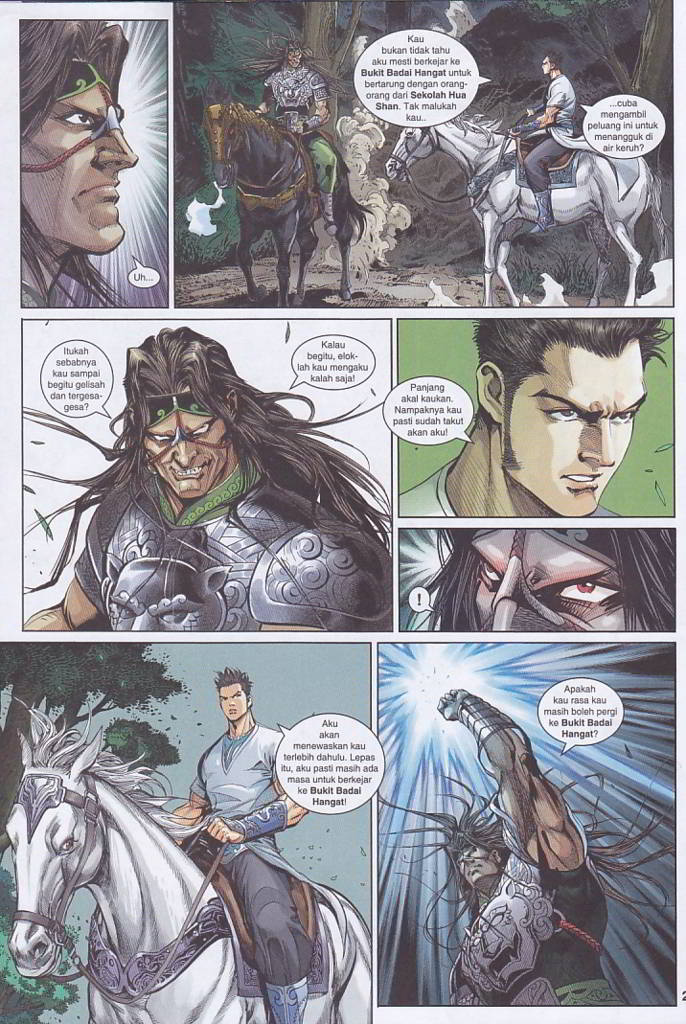 Uh...
Kau
bukan tidak tahu
aku mesti berkejar ke
Bukit Badai Hangat untuk
bertarung dengan orang-
orang dari Sekolah Hua
Shan. Tak malukah
kau..
...cuba
mengambil
peluang ini untuk
menangguk di
air keruh?
Itukah
sebabnya
kau sampai
begitu gelisah
dan tergesa-
gesa?
Kalau
begitu, elok-
lah kau mengaku
kalah saja!
Panjang
akal kaukan.
Nampaknya kau
pasti sudah takut
akan aku!
!
Aku
akan
menewaskan kau
terlebih dahulu. Lepas
itu, aku pasti masih ada
masa untuk berkejar
ke Bukit Badai
Hangat!
Apakah
kau rasa kau
masih boleh pergi
ke Bukit Badai
Hangat?